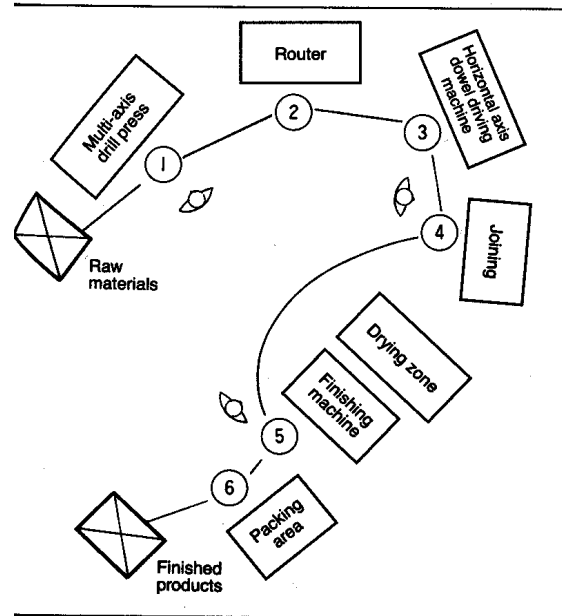 Router
Multi-axis
drill press
Horizontal axis
dowel driving
machine
1
2
3
Raw
materials
4
Joining
Drying zone
Finishing
machine
5
6
Packing
area
Finished
products